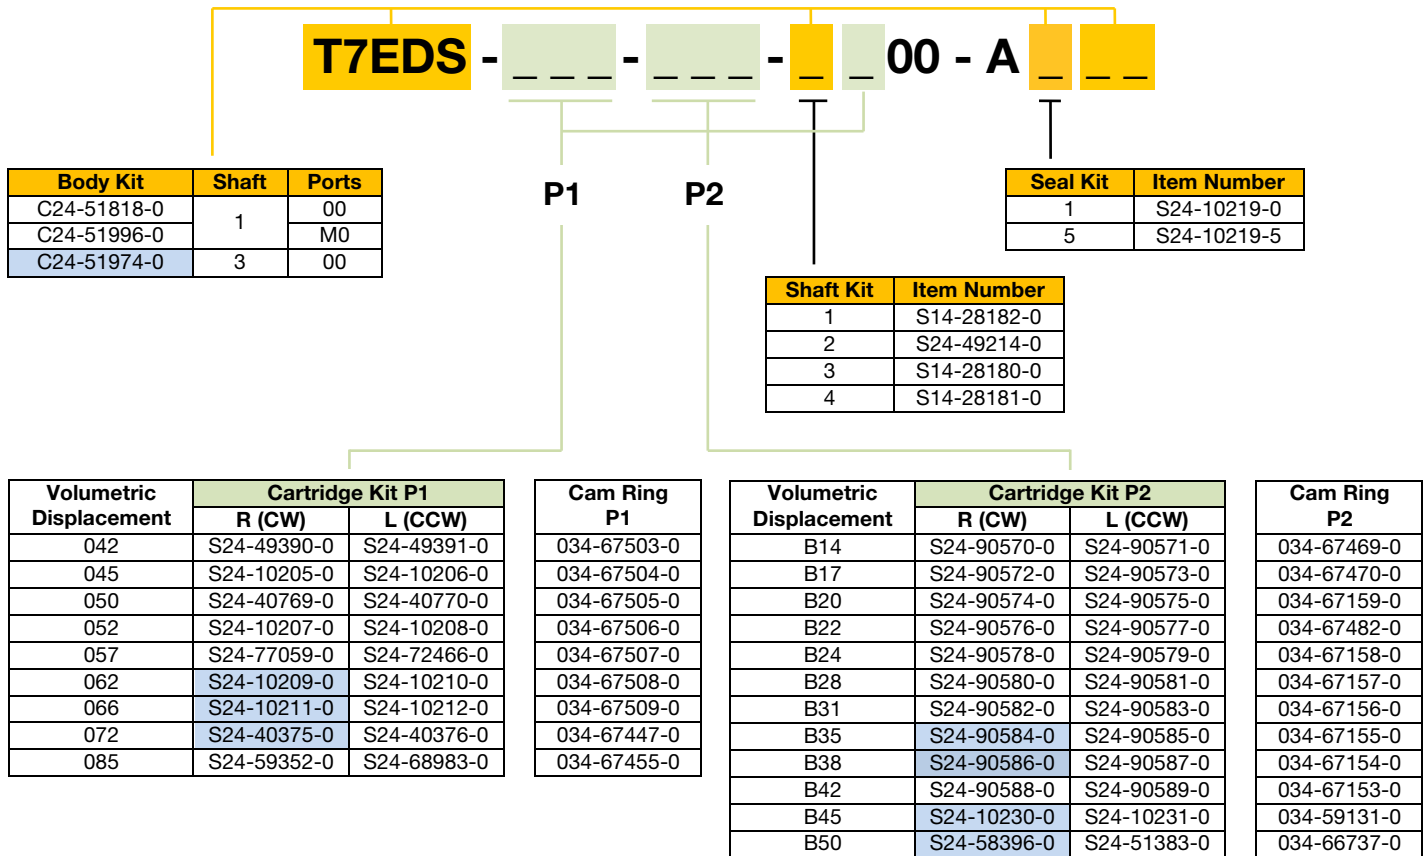 T7EDS - _ _ _ - _ _ _ - _ _ 00 - A _ _ _
Body Kit Shaft Ports
C24-51818-0 1 00
C24-51996-0 M0
C24-51974-0 3 00
P1 P2
Seal Kit Item Number
1 S24-10219-0
5 S24-10219-5
Shaft Kit Item Number
1 S14-28182-0
2 S24-49214-0
3 S14-28180-0
4 S14-28181-0
Volumetric Displacement Cartridge Kit P1
R (CW) L (CCW)
042 S24-49390-0 S24-49391-0
045 S24-10205-0 S24-10206-0
050 S24-40769-0 S24-40770-0
052 S24-10207-0 S24-10208-0
057 S24-77059-0 S24-72466-0
062 S24-10209-0 S24-10210-0
066 S24-10211-0 S24-10212-0
072 S24-40375-0 S24-40376-0
085 S24-59352-0 S24-68983-0
Cam Ring
P1
034-67503-0
034-67504-0
034-67505-0
034-67506-0
034-67507-0
034-67508-0
034-67509-0
034-67447-0
034-67455-0
Volumetric Displacement Cartridge Kit P2
R (CW) L (CCW)
B14 S24-90570-0 S24-90571-0
B17 S24-90572-0 S24-90573-0
B20 S24-90574-0 S24-90575-0
B22 S24-90576-0 S24-90577-0
B24 S24-90578-0 S24-90579-0
B28 S24-90580-0 S24-90581-0
B31 S24-90582-0 S24-90583-0
B35 S24-90584-0 S24-90585-0
B38 S24-90586-0 S24-90587-0
B42 S24-90588-0 S24-90589-0
B45 S24-10230-0 S24-10231-0
B50 S24-58396-0 S24-51383-0
Cam Ring
P2
034-67469-0
034-67470-0
034-67159-0
034-67482-0
034-67158-0
034-67157-0
034-67156-0
034-67155-0
034-67154-0
034-67153-0
034-59131-0
034-66737-0